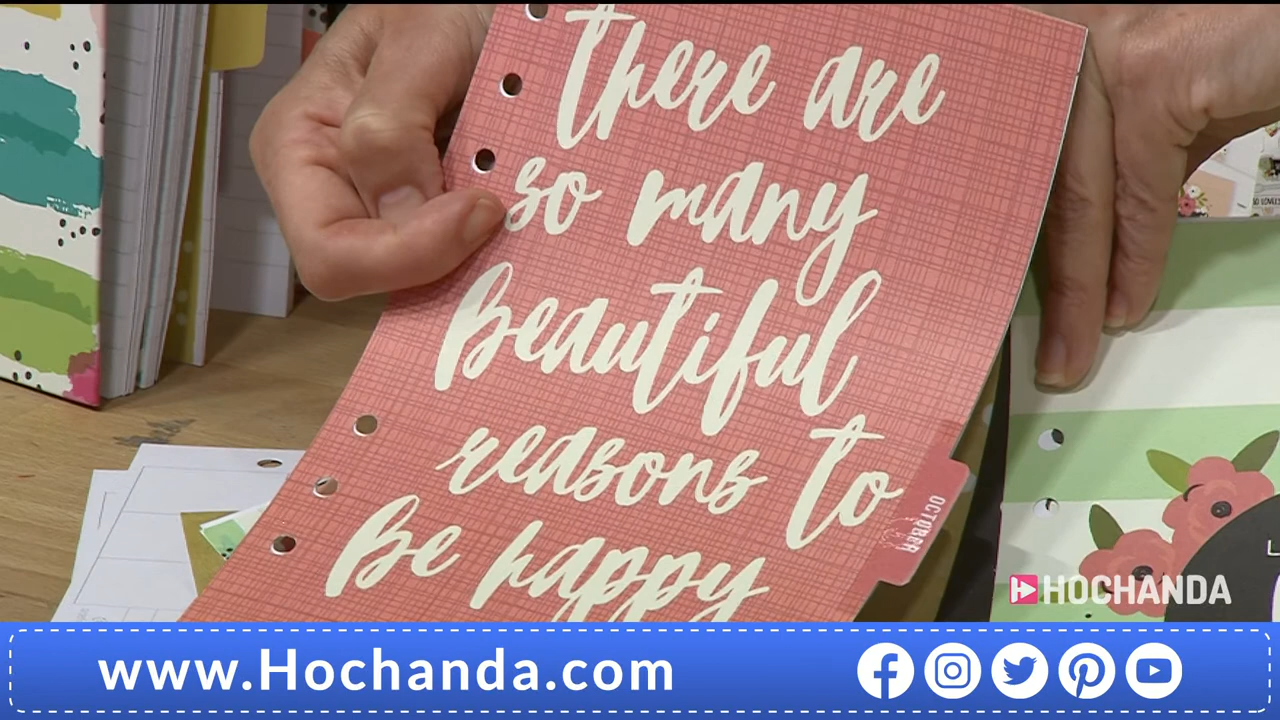 there are
so many
beautiful
reasons to
be happy
OCTOBER
HOCHANDA
www.Hochanda.com